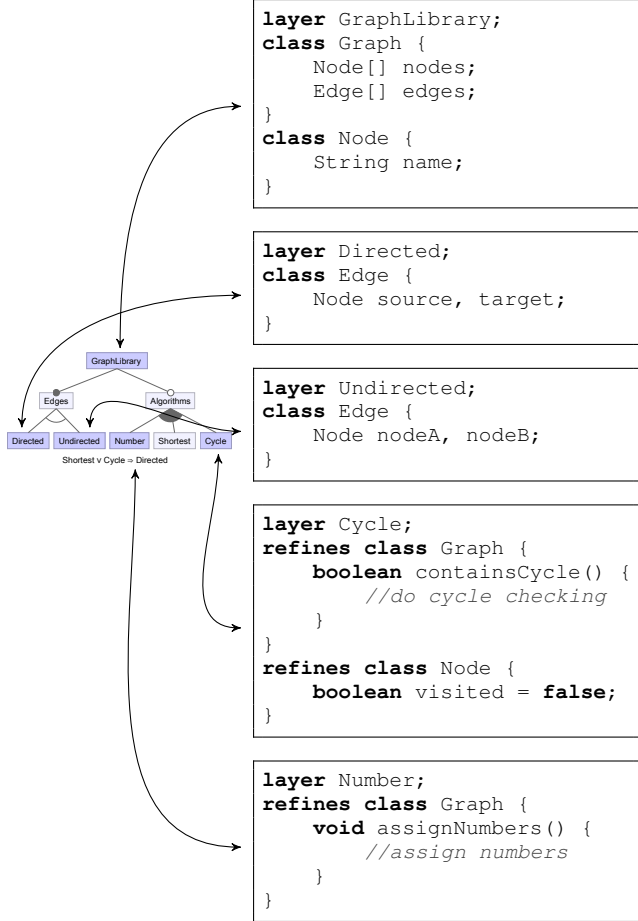 layer GraphLibrary;
class Graph {
    Node[] nodes;
    Edge[] edges;
}
class Node {
    String name;
}
layer Directed;
class Edge {
    Node source, target;
}
GraphLibrary
Edges Algorithms
Directed Undirected Number Shortest Cycle
Shortest ∨ Cycle ⇒ Directed
layer Undirected;
class Edge {
    Node nodeA, nodeB;
}
layer Cycle;
refines class Graph {
    boolean containsCycle() {
        //do cycle checking
    }
}
refines class Node {
    boolean visited = false;
}
layer Number;
refines class Graph {
    void assignNumbers() {
        //assign numbers
    }
}